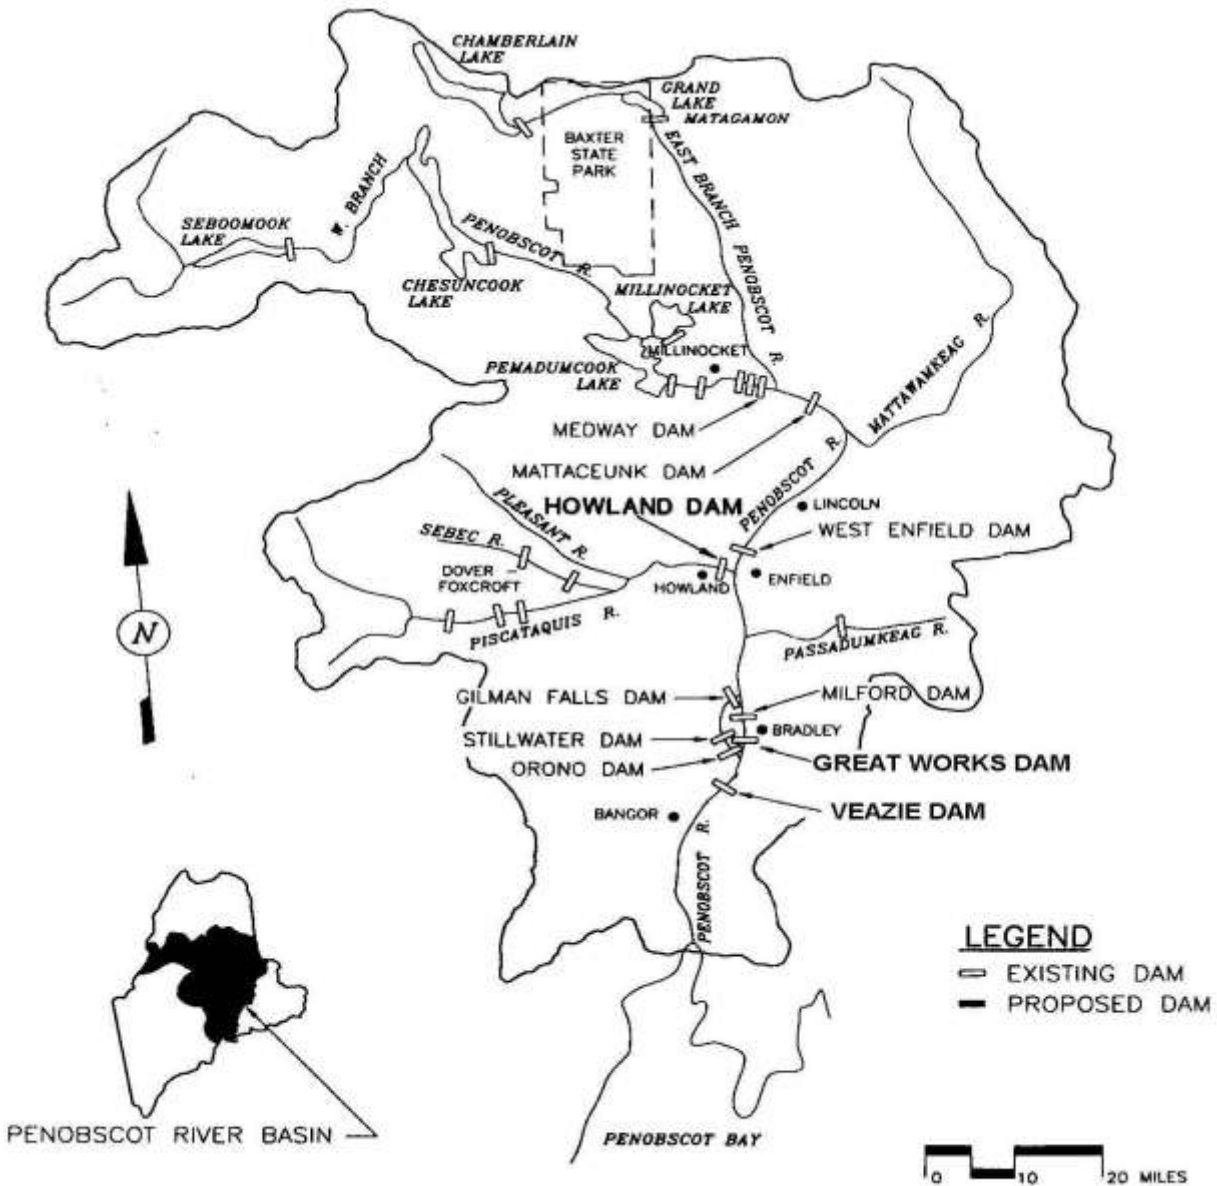 CHAMBERLAIN
LAKE
GRAND
LAKE
MATAGAMON
BAXTER
STATE
PARK
EAST BRANCH PENOBSCOT R.
W. BRANCH
SEBOOMOOK
LAKE
PENOBSCOT R.
CHESUNCOOK
LAKE
MILLINOCKET
LAKE
MILLINOCKET
PEMADUMCOOK
LAKE
MATTAWAMKEAG R.
MEDWAY DAM
MATTACEUNK DAM
PENOBSCOT R.
HOWLAND DAM
LINCOLN
PLEASANT R.
WEST ENFIELD DAM
SEBEC R.
DOVER –
FOXCROFT
HOWLAND
ENFIELD
PISCATAQUIS R.
PASSADUMKEAG R.
N
GILMAN FALLS DAM
MILFORD DAM
BRADLEY
STILLWATER DAM
GREAT WORKS DAM
ORONO DAM
VEAZIE DAM
BANGOR
PENOBSCOT R.
LEGEND
EXISTING DAM
PROPOSED DAM
PENOBSCOT RIVER BASIN
PENOBSCOT BAY
0 10 20 MILES